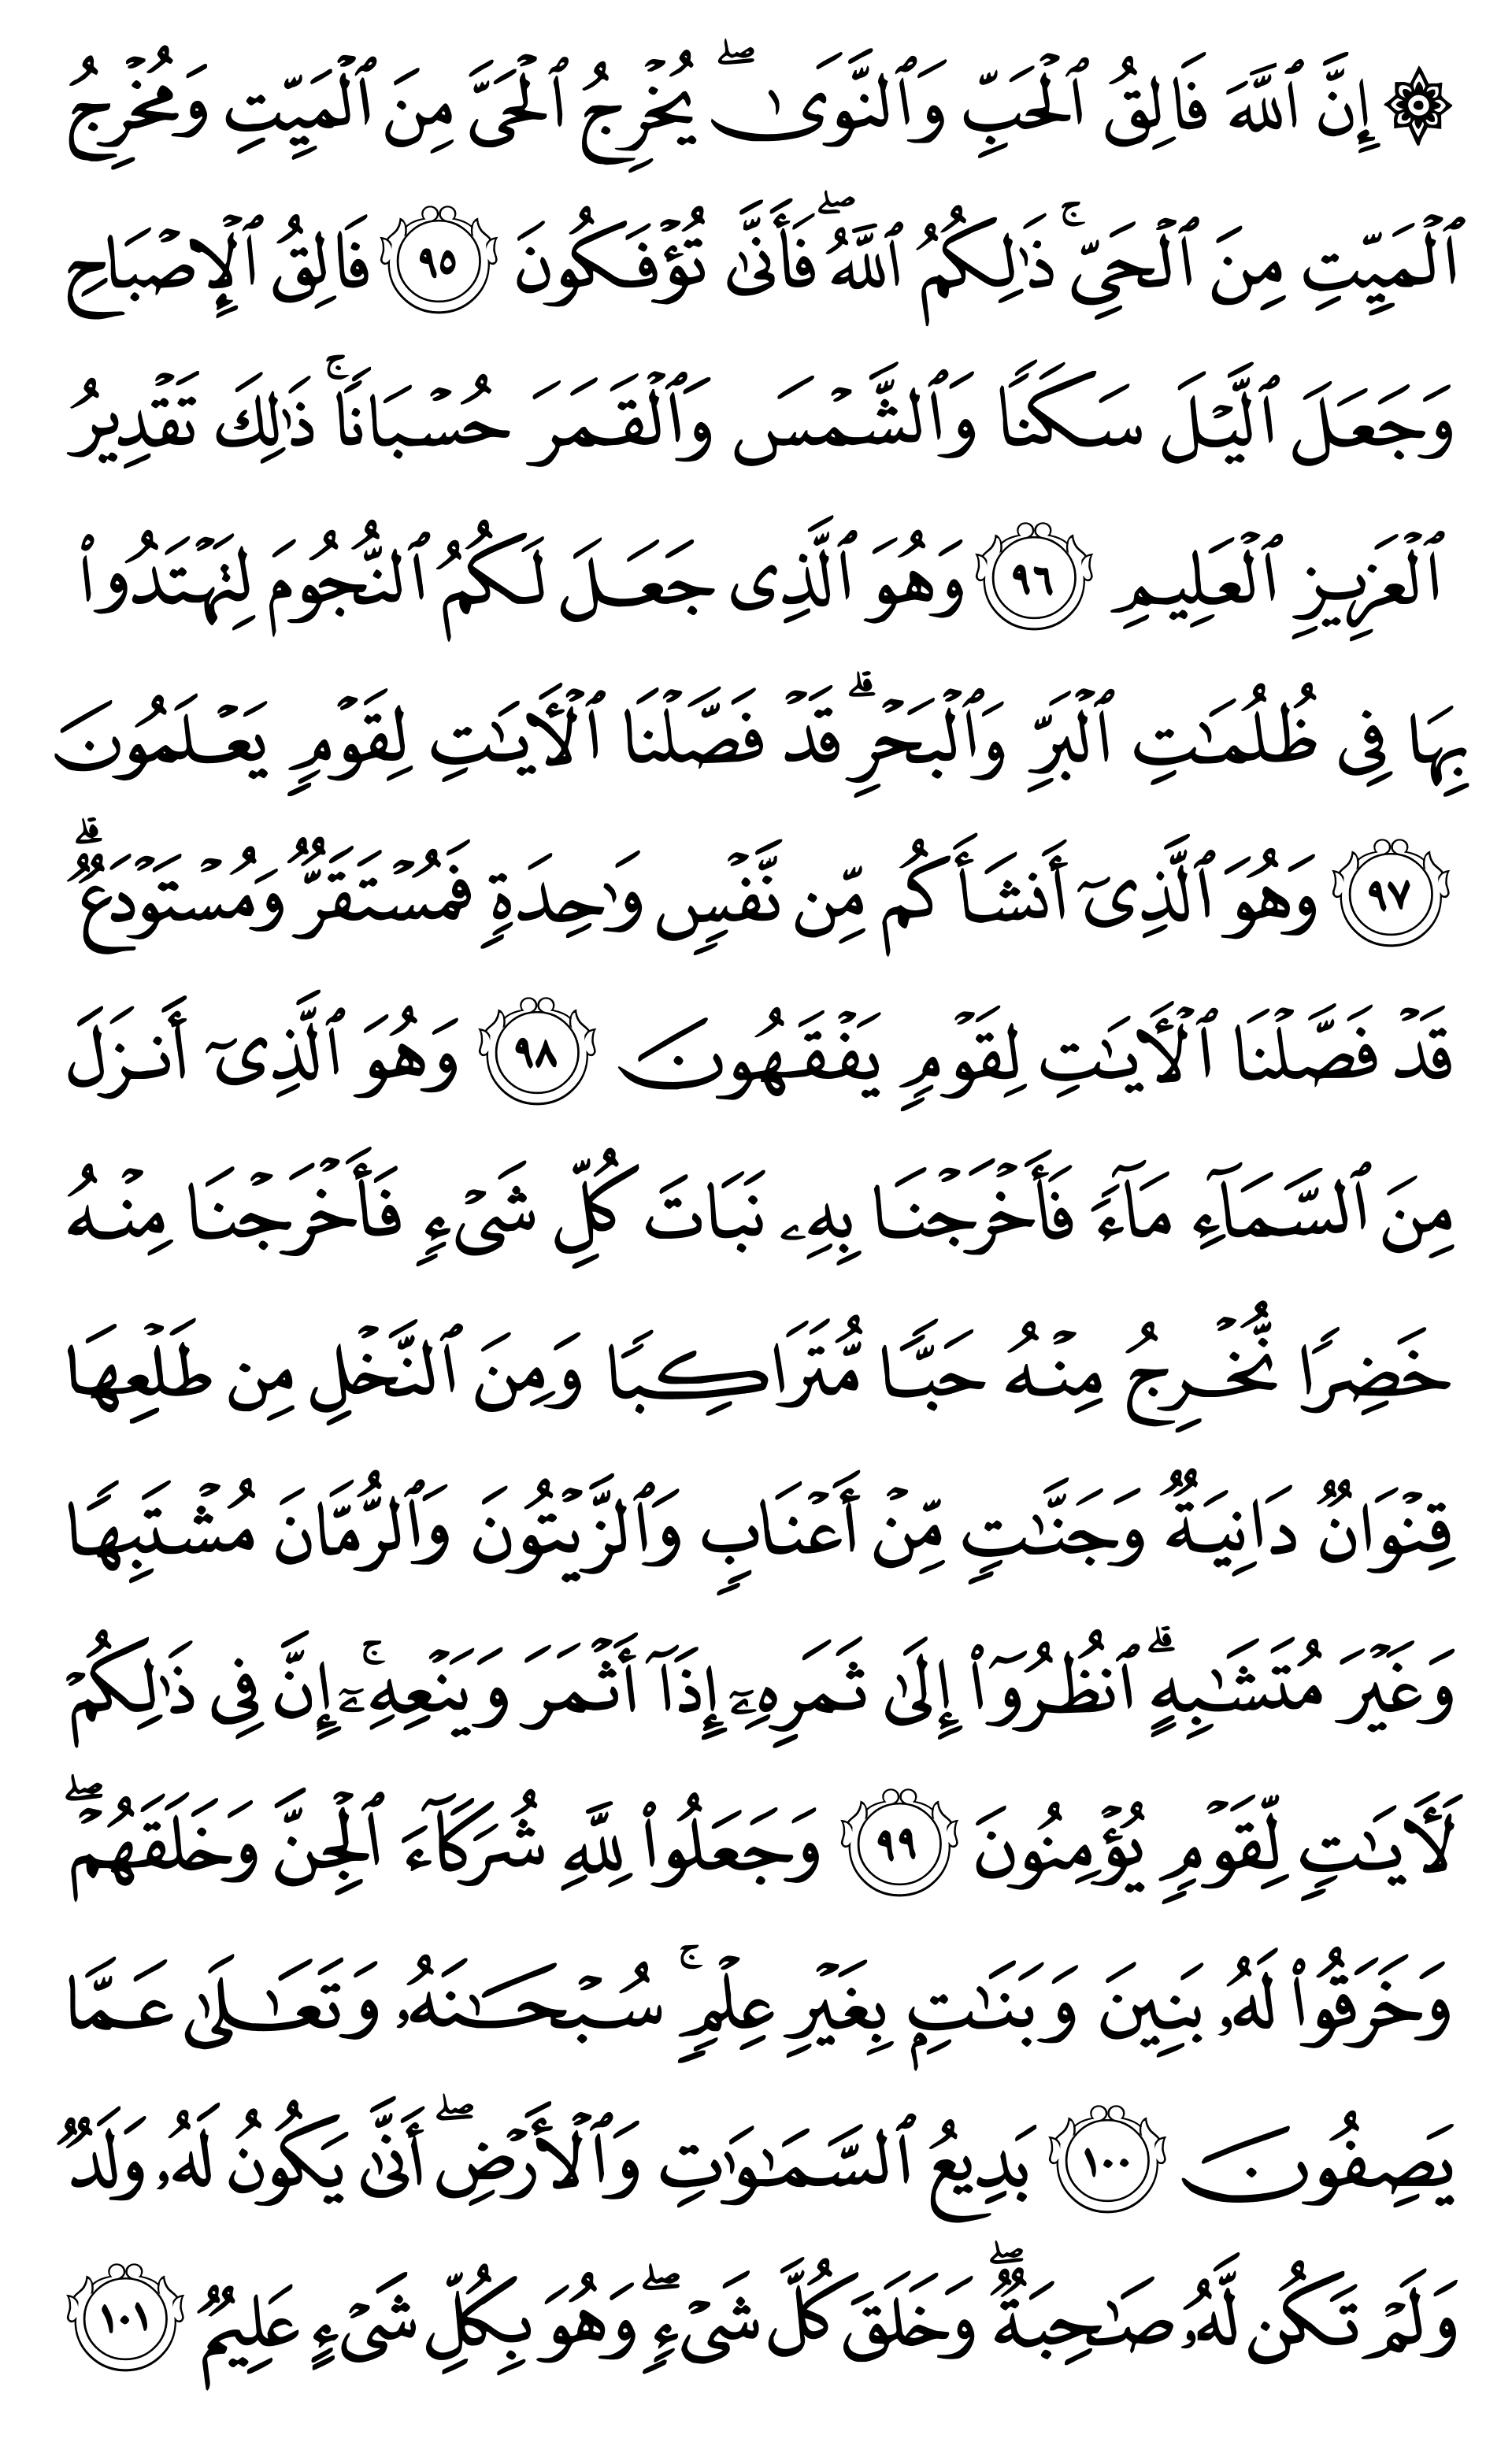 ۞ إِنَّ ٱللَّهَ فَالِقُ ٱلْحَبِّ وَٱلنَّوَىٰ ۖ يُخْرِجُ ٱلْحَىَّ مِنَ ٱلْمَيِّتِ وَمُخْرِجُ
ٱلْمَيِّتِ مِنَ ٱلْحَىِّ ۚ ذَٰلِكُمُ ٱللَّهُ ۖ فَأَنَّىٰ تُؤْفَكُونَ ٩٥ فَالِقُ ٱلْإِصْبَاحِ
وَجَعَلَ ٱلَّيْلَ سَكَنًا وَٱلشَّمْسَ وَٱلْقَمَرَ حُسْبَانًا ۚ ذَٰلِكَ تَقْدِيرُ
ٱلْعَزِيزِ ٱلْعَلِيمِ ٩٦ وَهُوَ ٱلَّذِى جَعَلَ لَكُمُ ٱلنُّجُومَ لِتَهْتَدُوا۟
بِهَا فِى ظُلُمَٰتِ ٱلْبَرِّ وَٱلْبَحْرِ ۗ قَدْ فَصَّلْنَا ٱلْأَيَٰتِ لِقَوْمٍ يَعْلَمُونَ
٩٧ وَهُوَ ٱلَّذِىٓ أَنشَأَكُم مِّن نَّفْسٍ وَٰحِدَةٍ فَمُسْتَقَرٌّ وَمُسْتَوْدَعٌ ۗ
قَدْ فَصَّلْنَا ٱلْأَيَٰتِ لِقَوْمٍ يَفْقَهُونَ ٩٨ وَهُوَ ٱلَّذِىٓ أَنزَلَ
مِنَ ٱلسَّمَآءِ مَآءً فَأَخْرَجْنَا بِهِۦ نَبَاتَ كُلِّ شَىْءٍ فَأَخْرَجْنَا مِنْهُ
خَضِرًا نُّخْرِجُ مِنْهُ حَبًّا مُّتَرَاكِبًا وَمِنَ ٱلنَّخْلِ مِن طَلْعِهَا
قِنْوَانٌ دَانِيَةٌ وَجَنَّٰتٍ مِّنْ أَعْنَابٍ وَٱلزَّيْتُونَ وَٱلرُّمَّانَ مُشْتَبِهًا
وَغَيْرَ مُتَشَٰبِهٍ ۗ ٱنظُرُوٓا۟ إِلَىٰ ثَمَرِهِۦٓ إِذَآ أَثْمَرَ وَيَنْعِهِۦٓ ۚ إِنَّ فِى ذَٰلِكُمْ
لَأَيَٰتٍ لِّقَوْمٍ يُؤْمِنُونَ ٩٩ وَجَعَلُوا۟ لِلَّهِ شُرَكَآءَ ٱلْجِنَّ وَخَلَقَهُمْ ۖ
وَخَرَقُوا۟ لَهُۥ بَنِينَ وَبَنَٰتٍۭ بِغَيْرِ عِلْمٍ ۚ سُبْحَٰنَهُۥ وَتَعَٰلَىٰ عَمَّا
يَصِفُونَ ١٠٠ بَدِيعُ ٱلسَّمَٰوَٰتِ وَٱلْأَرْضِ ۖ أَنَّىٰ يَكُونُ لَهُۥ وَلَدٌ
وَلَمْ تَكُن لَّهُۥ صَٰحِبَةٌ ۖ وَخَلَقَ كُلَّ شَىْءٍ ۖ وَهُوَ بِكُلِّ شَىْءٍ عَلِيمٌ ١٠١